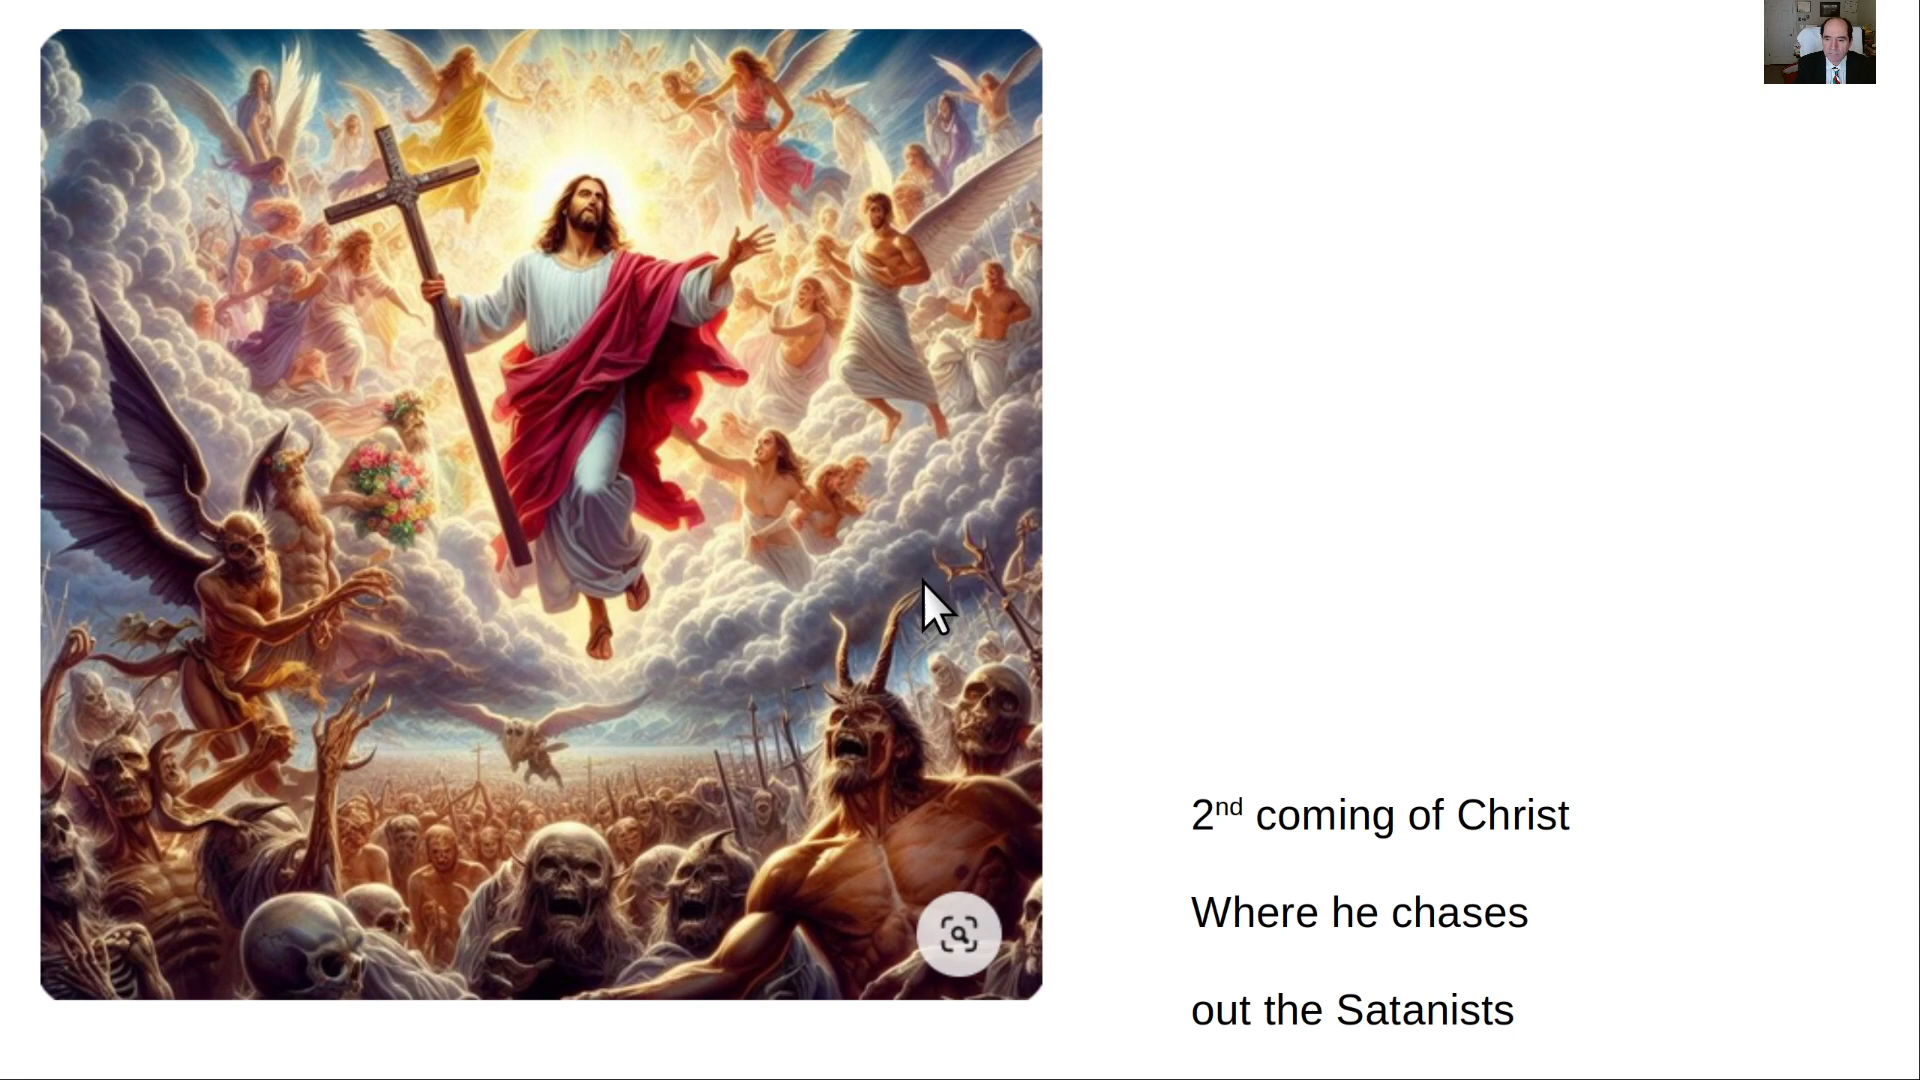 2nd coming of Christ
Where he chases
out the Satanists